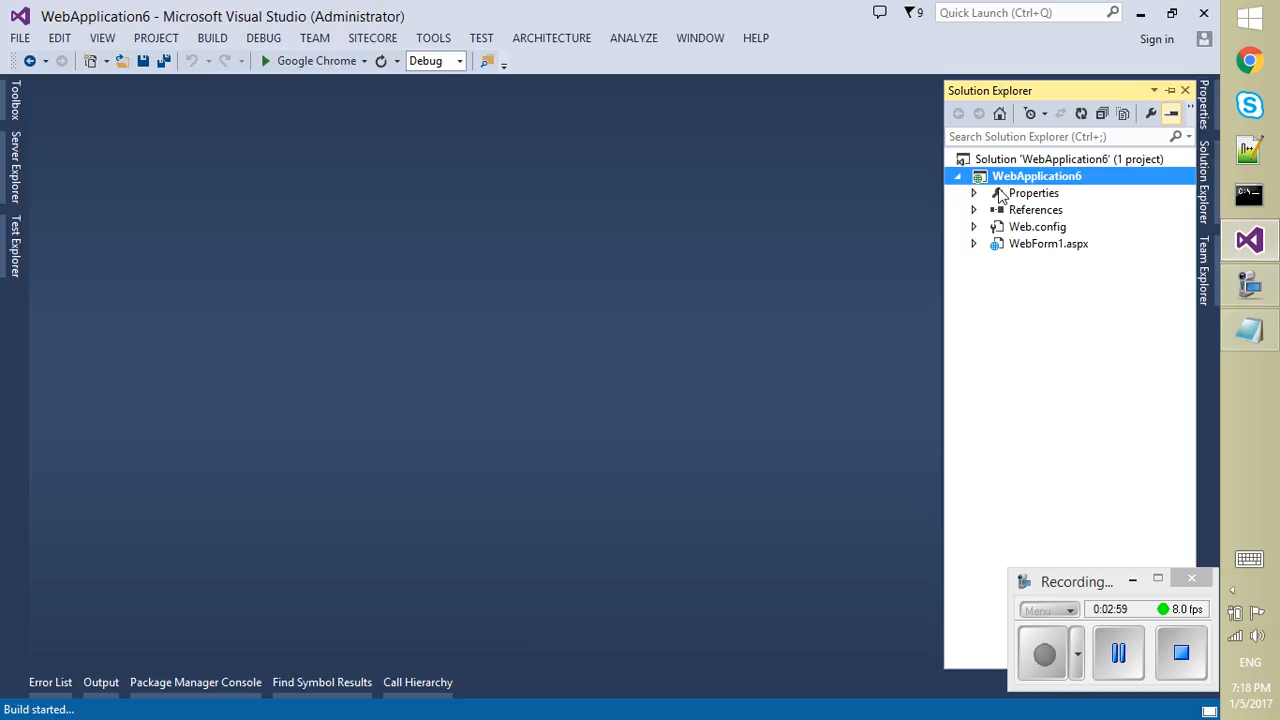 WebApplication6 - Microsoft Visual Studio (Administrator)
9
Quick Launch (Ctrl+Q)
FILE EDIT VIEW PROJECT BUILD DEBUG TEAM SITECORE TOOLS TEST ARCHITECTURE ANALYZE WINDOW HELP
Sign in
Google Chrome
Debug
Toolbox
Server Explorer
Test Explorer
Solution Explorer
Search Solution Explorer (Ctrl+;)
Solution 'WebApplication6' (1 project)
WebApplication6
Properties
References
Web.config
WebForm1.aspx
Properties
Solution Explorer
Team Explorer
Recording...
Menu
0:02:59
8.0 fps
Error List Output Package Manager Console Find Symbol Results Call Hierarchy
Build started...
ENG
7:18 PM
1/5/2017